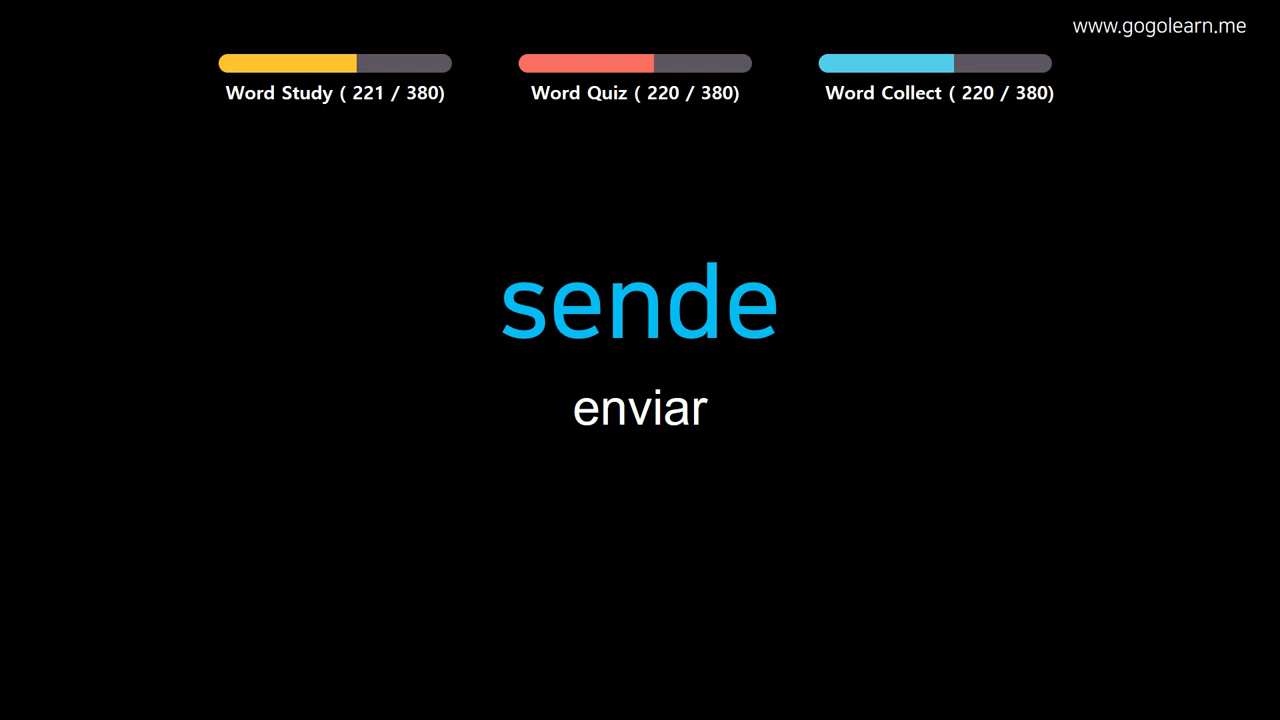 www.gogolearn.me
Word Study ( 221 / 380)
Word Quiz ( 220 / 380)
Word Collect ( 220 / 380)
sende
enviar